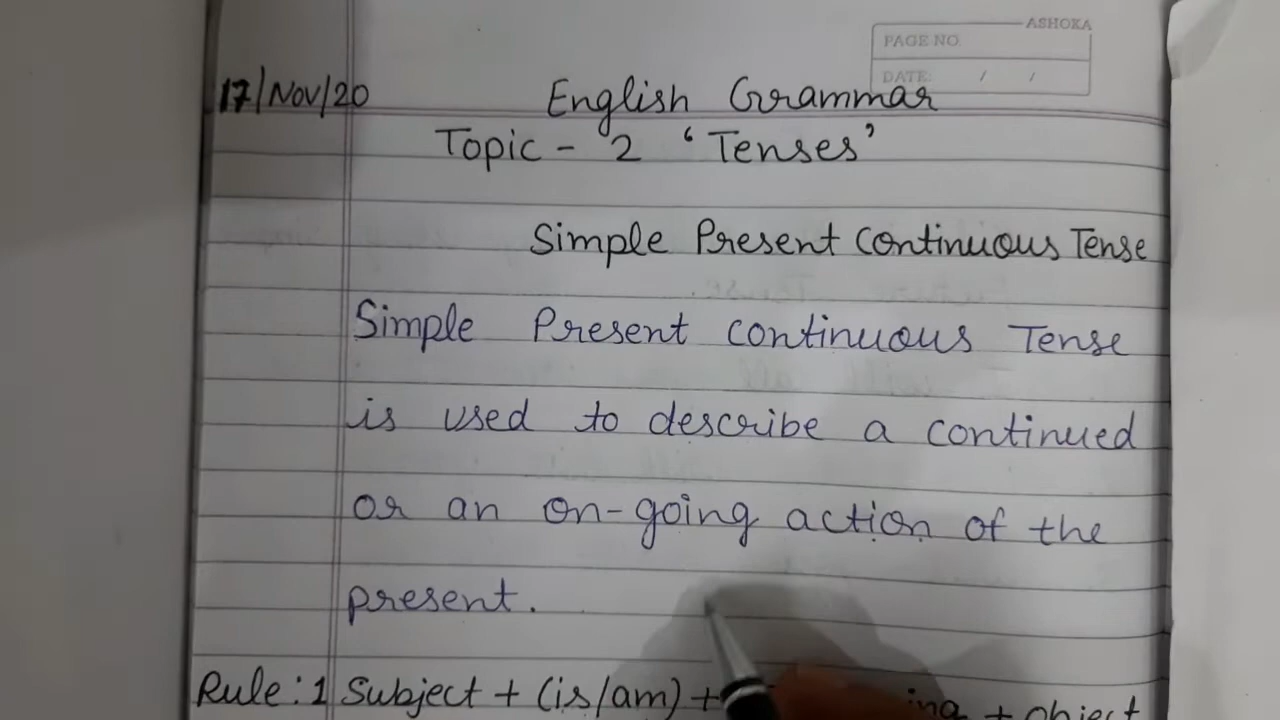 ASHOKA
PAGE NO.
DATE: / /
17/Nov/20 English Grammar
Topic - 2 ‘Tenses’
Simple Present Continuous Tense
Simple Present continuous Tense
is used to describe a continued
or an on-going action of the
present.
Rule: 1 Subject + (is/am) + ing + object